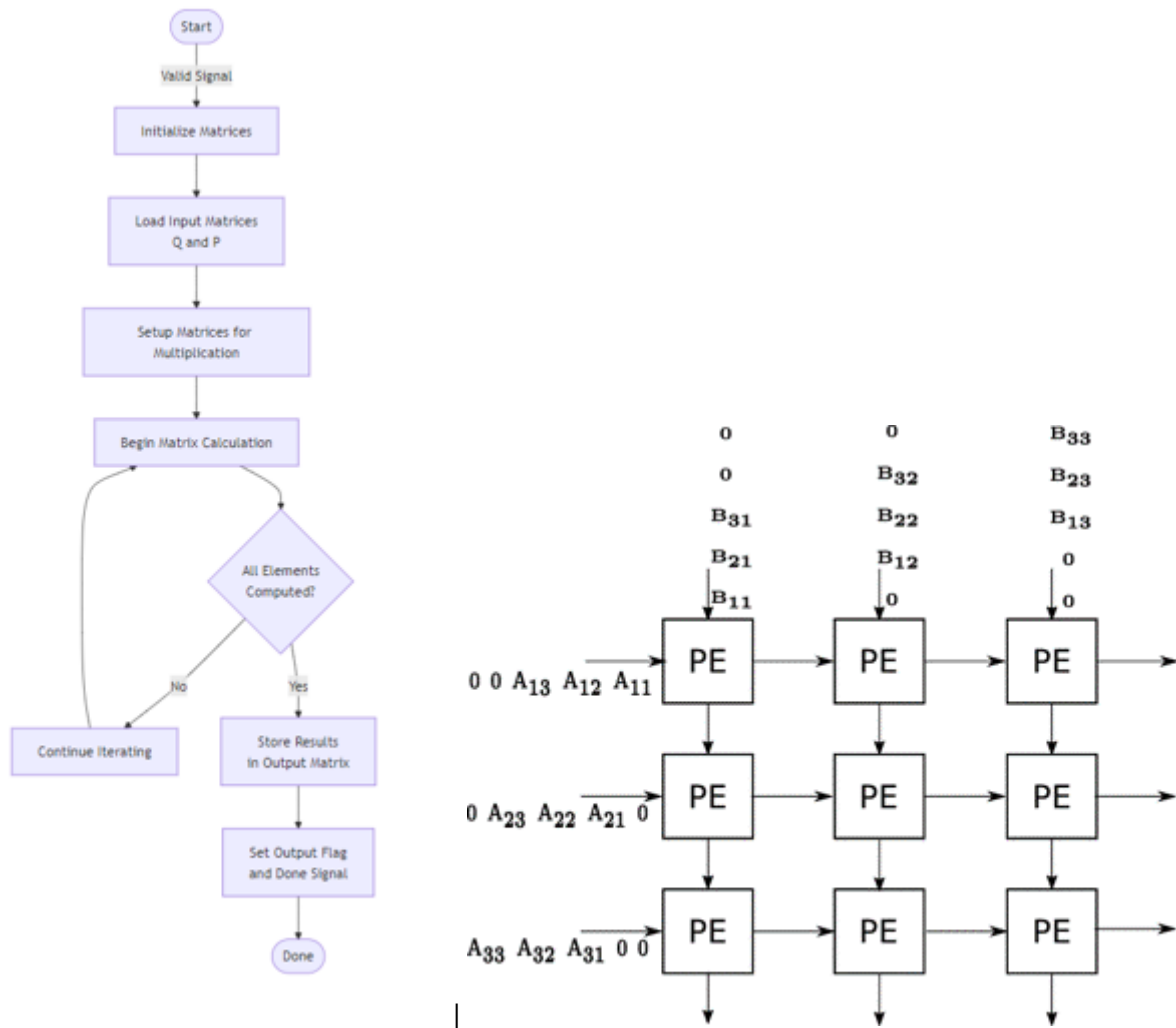 Start
Valid Signal
Initialize Matrices
Load Input Matrices
Q and P
Setup Matrices for
Multiplication
Begin Matrix Calculation
All Elements
Computed?
No
Yes
Continue Iterating
Store Results
in Output Matrix
Set Output Flag
and Done Signal
Done
0 0 B33
0 B32 B23
B31 B22 B13
B21 B12 0
B11 0 0
PE PE PE
0 0 A13 A12 A11
PE PE PE
0 A23 A22 A21 0
PE PE PE
A33 A32 A31 0 0